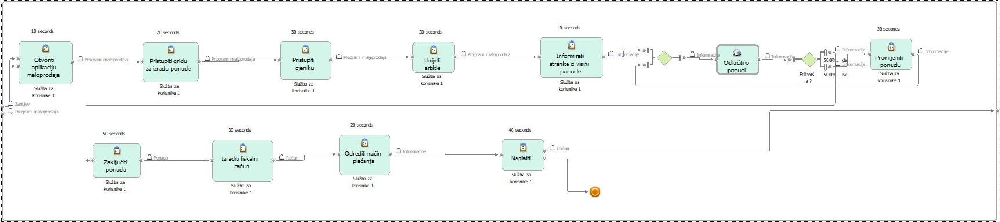 10 seconds
Otvoriti
aplikaciju
maloprodaja
Služba za
korisnike 1
Zahtjev
Program maloprodaja
Program maloprodaja
20 seconds
Pristupiti gridu
za izradu ponude
Služba za
korisnike 1
Program maloprodaja
30 seconds
Pristupiti
cjeniku
Služba za
korisnike 1
Program maloprodaja
30 seconds
Unijeti
artikle
Služba za
korisnike 1
Program maloprodaja
10 seconds
Informirati
stranke o visini
ponude
Služba za
korisnike 1
Informacije
Informacije
Odlučiti o
ponudi
Informacije
Prihvać
a ?
Informacije
50.0% da
Informacije
50.0% Ne
30 seconds
Promijeniti
ponudu
Služba za
korisnike 1
Informacije
50 seconds
Zaključiti
ponudu
Služba za
korisnike 1
Ponuda
30 seconds
Izraditi fiskalni
račun
Služba za
korisnike 1
Račun
20 seconds
Odrediti način
plaćanja
Služba za
korisnike 1
Informacije
40 seconds
Naplatiti
Služba za
korisnike 1
Račun